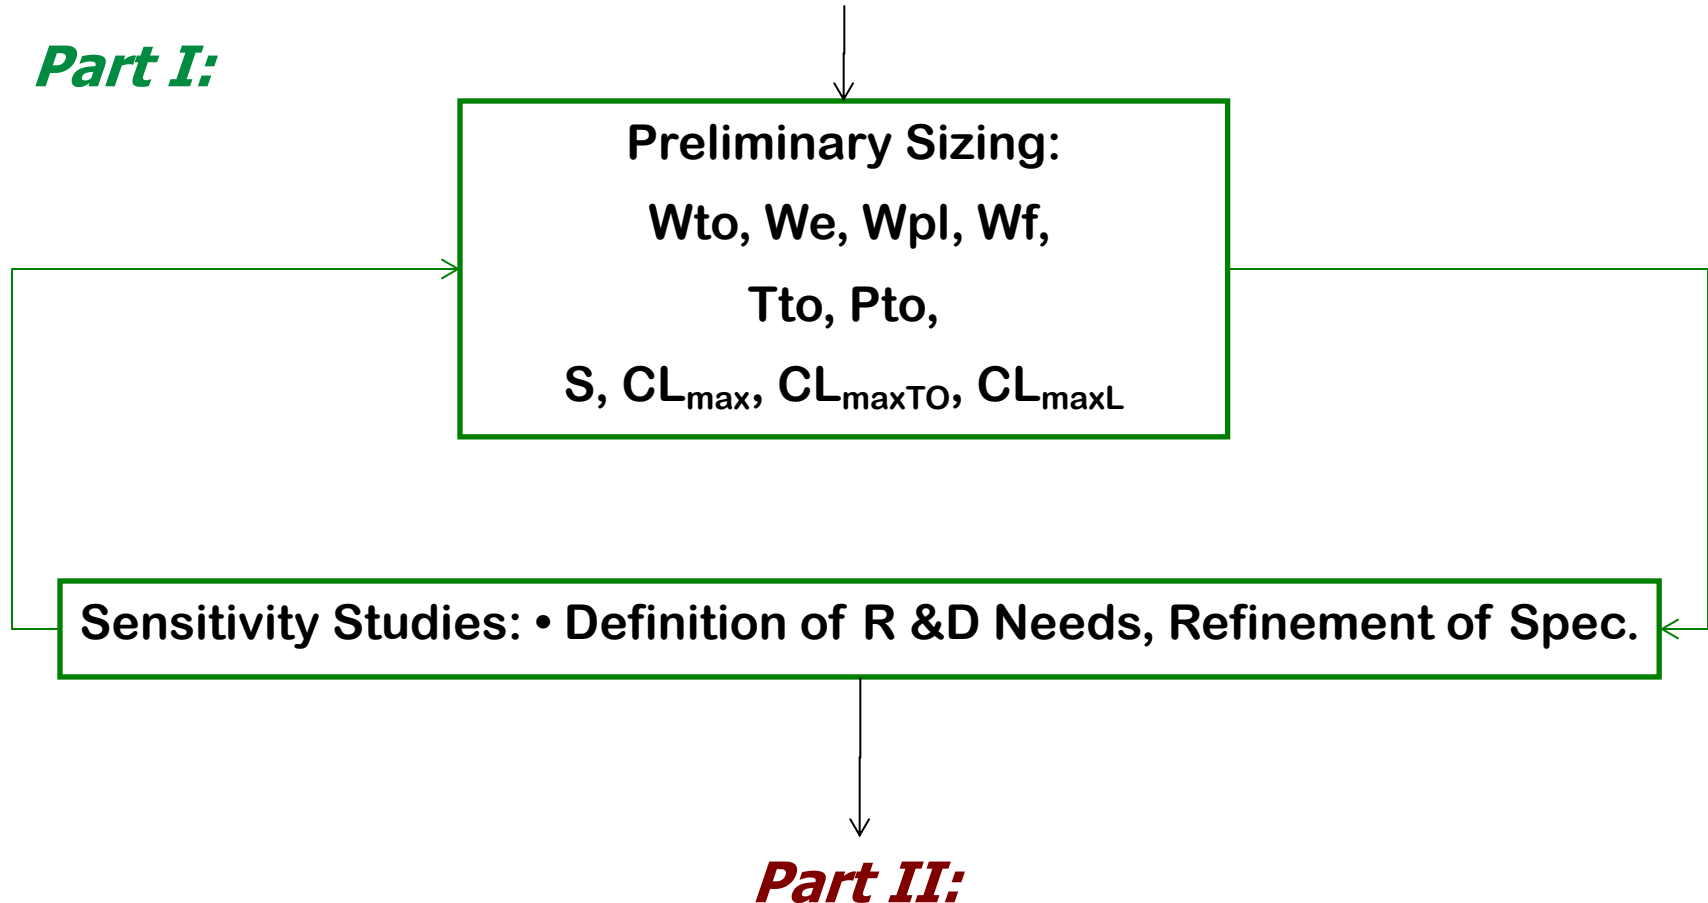 Part I:
Preliminary Sizing:
Wto, We, Wpl, Wf,
Tto, Pto,
S, CLmax, CLmaxTO, CLmaxL
Sensitivity Studies: • Definition of R &D Needs, Refinement of Spec.
Part II: